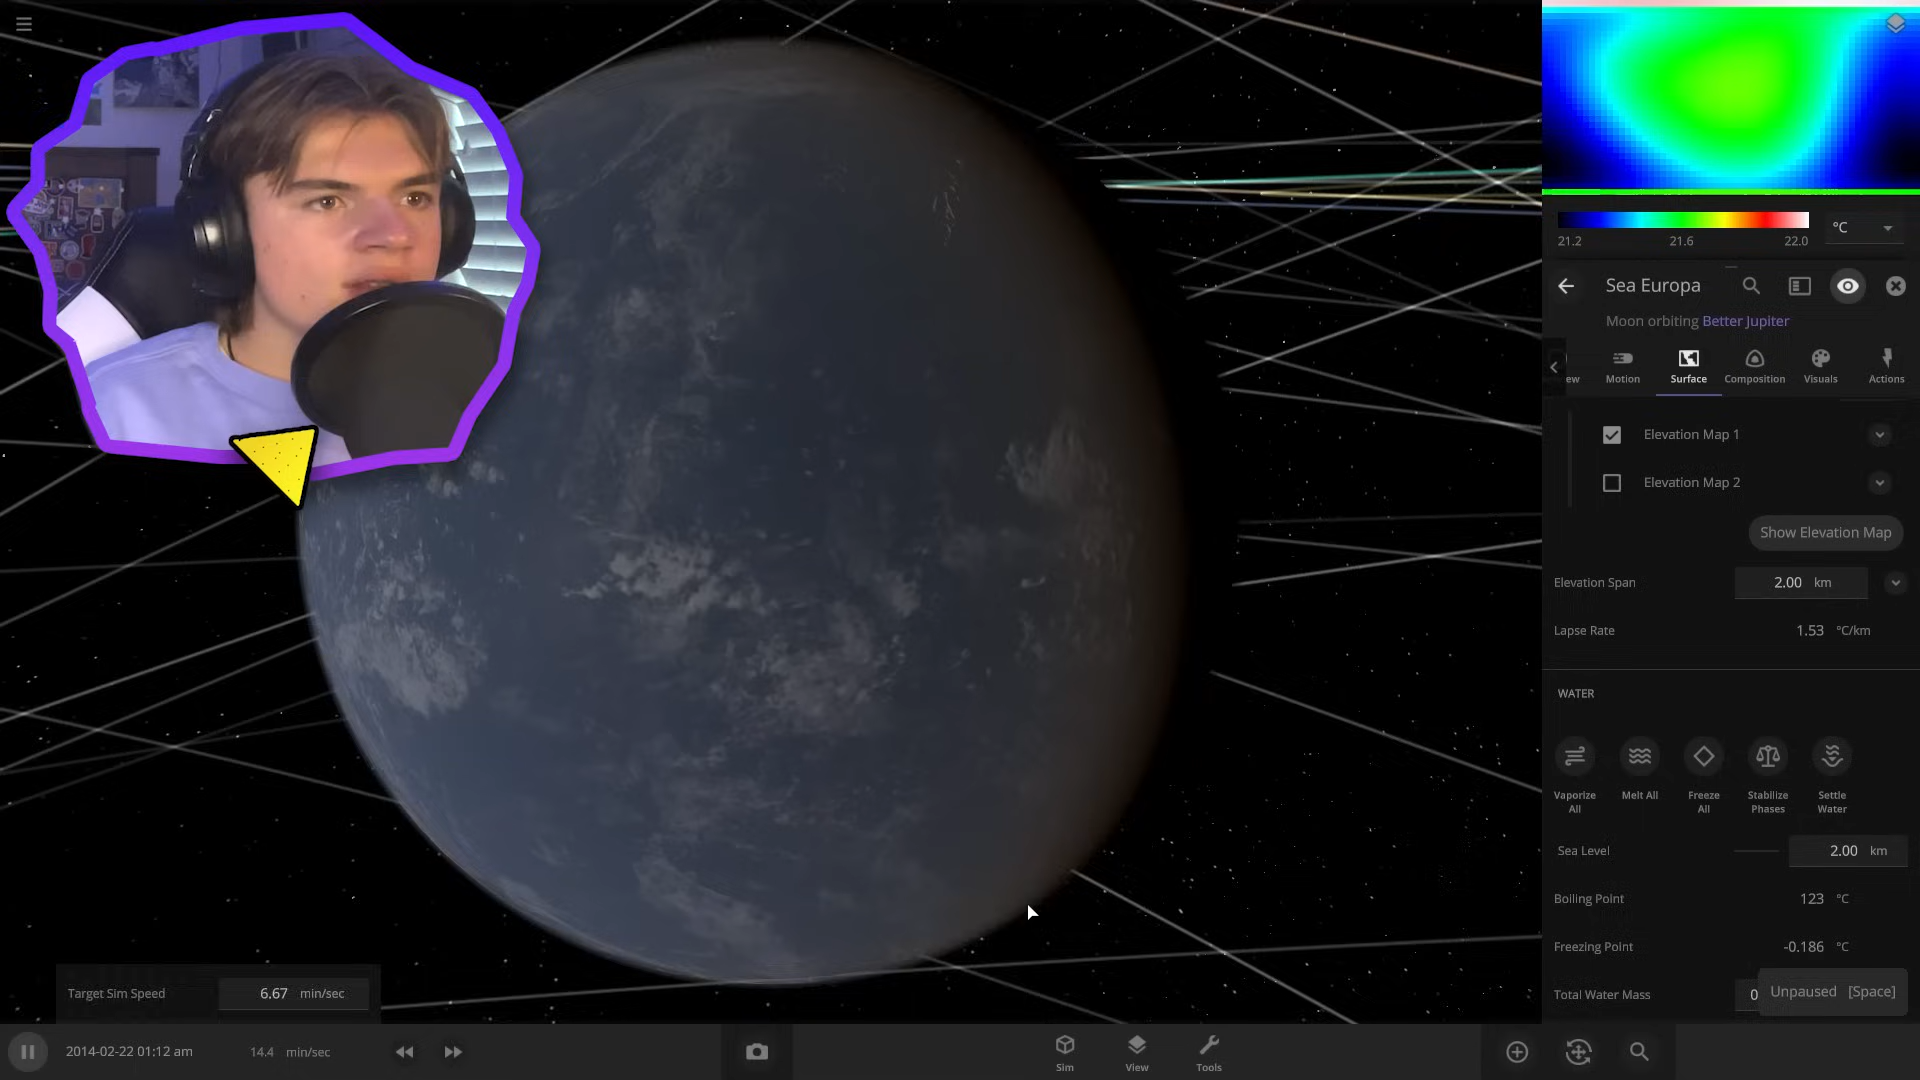 °C
21.2 21.6 22.0
Sea Europa
Moon orbiting Better Jupiter
ew Motion Surface Composition Visuals Actions
Elevation Map 1
Elevation Map 2
Show Elevation Map
Elevation Span 2.00 km
Lapse Rate 1.53 °C/km
WATER
Vaporize All
Melt All
Freeze All
Stabilize Phases
Settle Water
Sea Level 2.00 km
Boiling Point 123 °C
Freezing Point -0.186 °C
Total Water Mass 0
Unpaused [Space]
Target Sim Speed 6.67 min/sec
2014-02-22 01:12 am 14.4 min/sec
Sim View Tools